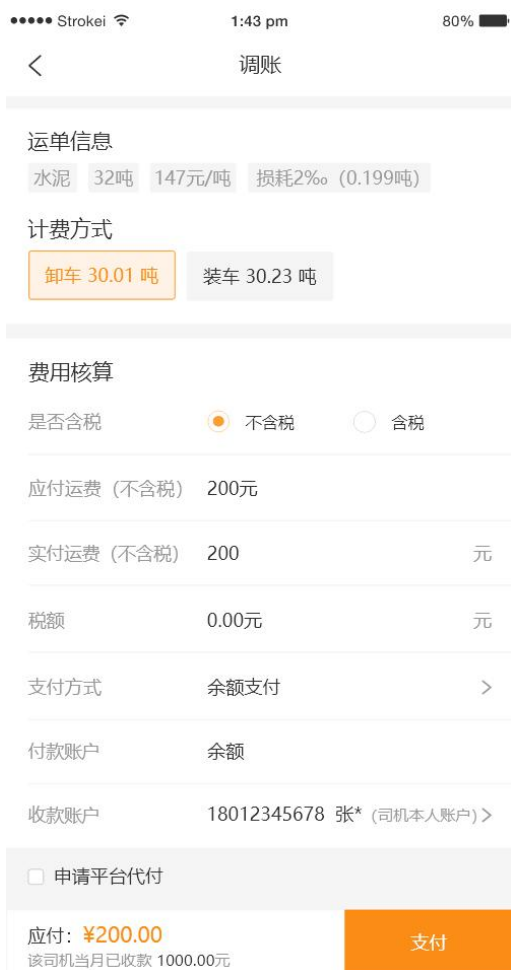 Strokei 1:43 pm 80%
调账
运单信息
水泥 32吨 147元/吨 损耗2‰ (0.199吨)
计费方式
卸车 30.01 吨 装车 30.23 吨
费用核算
是否含税 不含税 含税
应付运费 (不含税) 200元
实付运费 (不含税) 200 元
税额 0.00元 元
支付方式 余额支付
付款账户 余额
收款账户 18012345678 张* (司机本人账户)
申请平台代付
应付: ¥200.00 支付
该司机当月已收款 1000.00元